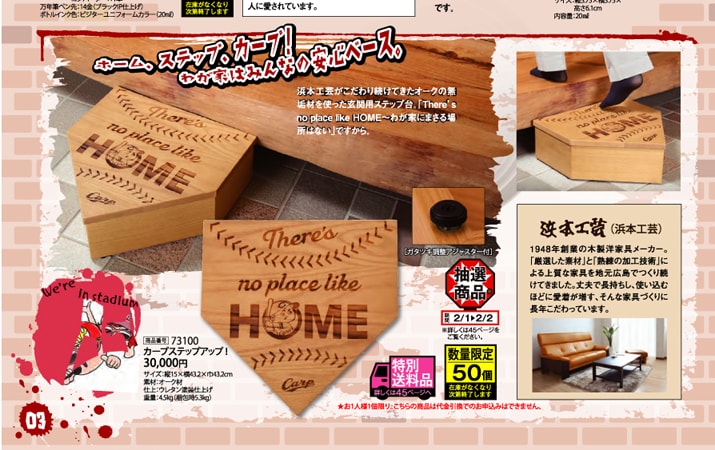 万年筆ペン先:14金(ブラックIP仕上げ)
ボトルインク色:ビジターユニフォームカラー(20㎖)
在庫がなくなり
次第終了します
人に愛されています。
です。
高さ6.1cm
内容量:20㎖
ホーム、ステップ、カープ!
わが家はみんなの安心ベース。
浜本工芸がこだわり続けてきたオークの無
垢材を使った玄関用ステップ台。「There's
no place like HOME〜わが家にまさる場
所はない」ですから。
There's
no place like
HOME
Carp
There's
no place like
HOME
Carp
There's
no place like
HOME
Carp
[ガタツキ調整アジャスター付]
浜本工芸(浜本工芸)
1948年創業の木製洋家具メーカー。
「厳選した素材」と「熟練の加工技術」に
よる上質な家具を地元広島でつくり続
けてきました。丈夫で長持ちし、使い込む
ほどに愛着が増す、そんな家具づくりに
長年こだわっています。
抽選
商品
期間 2/1▶2/2
※詳しくは45ページを
ご覧ください。
特別
送料品
詳しくは45ページへ
数量限定
50個
在庫がなくなり
次第終了します
We're in stadium
商品番号 73100
カープステップアップ!
30,000円
サイズ:縦15×横43.2×巾43.2cm
素材:オーク材
仕上:ウレタン塗装仕上げ
重量:4.5kg(梱包時5.3kg)
★お1人様1個限り:こちらの商品は代金引換でのお申込みはできません。
03